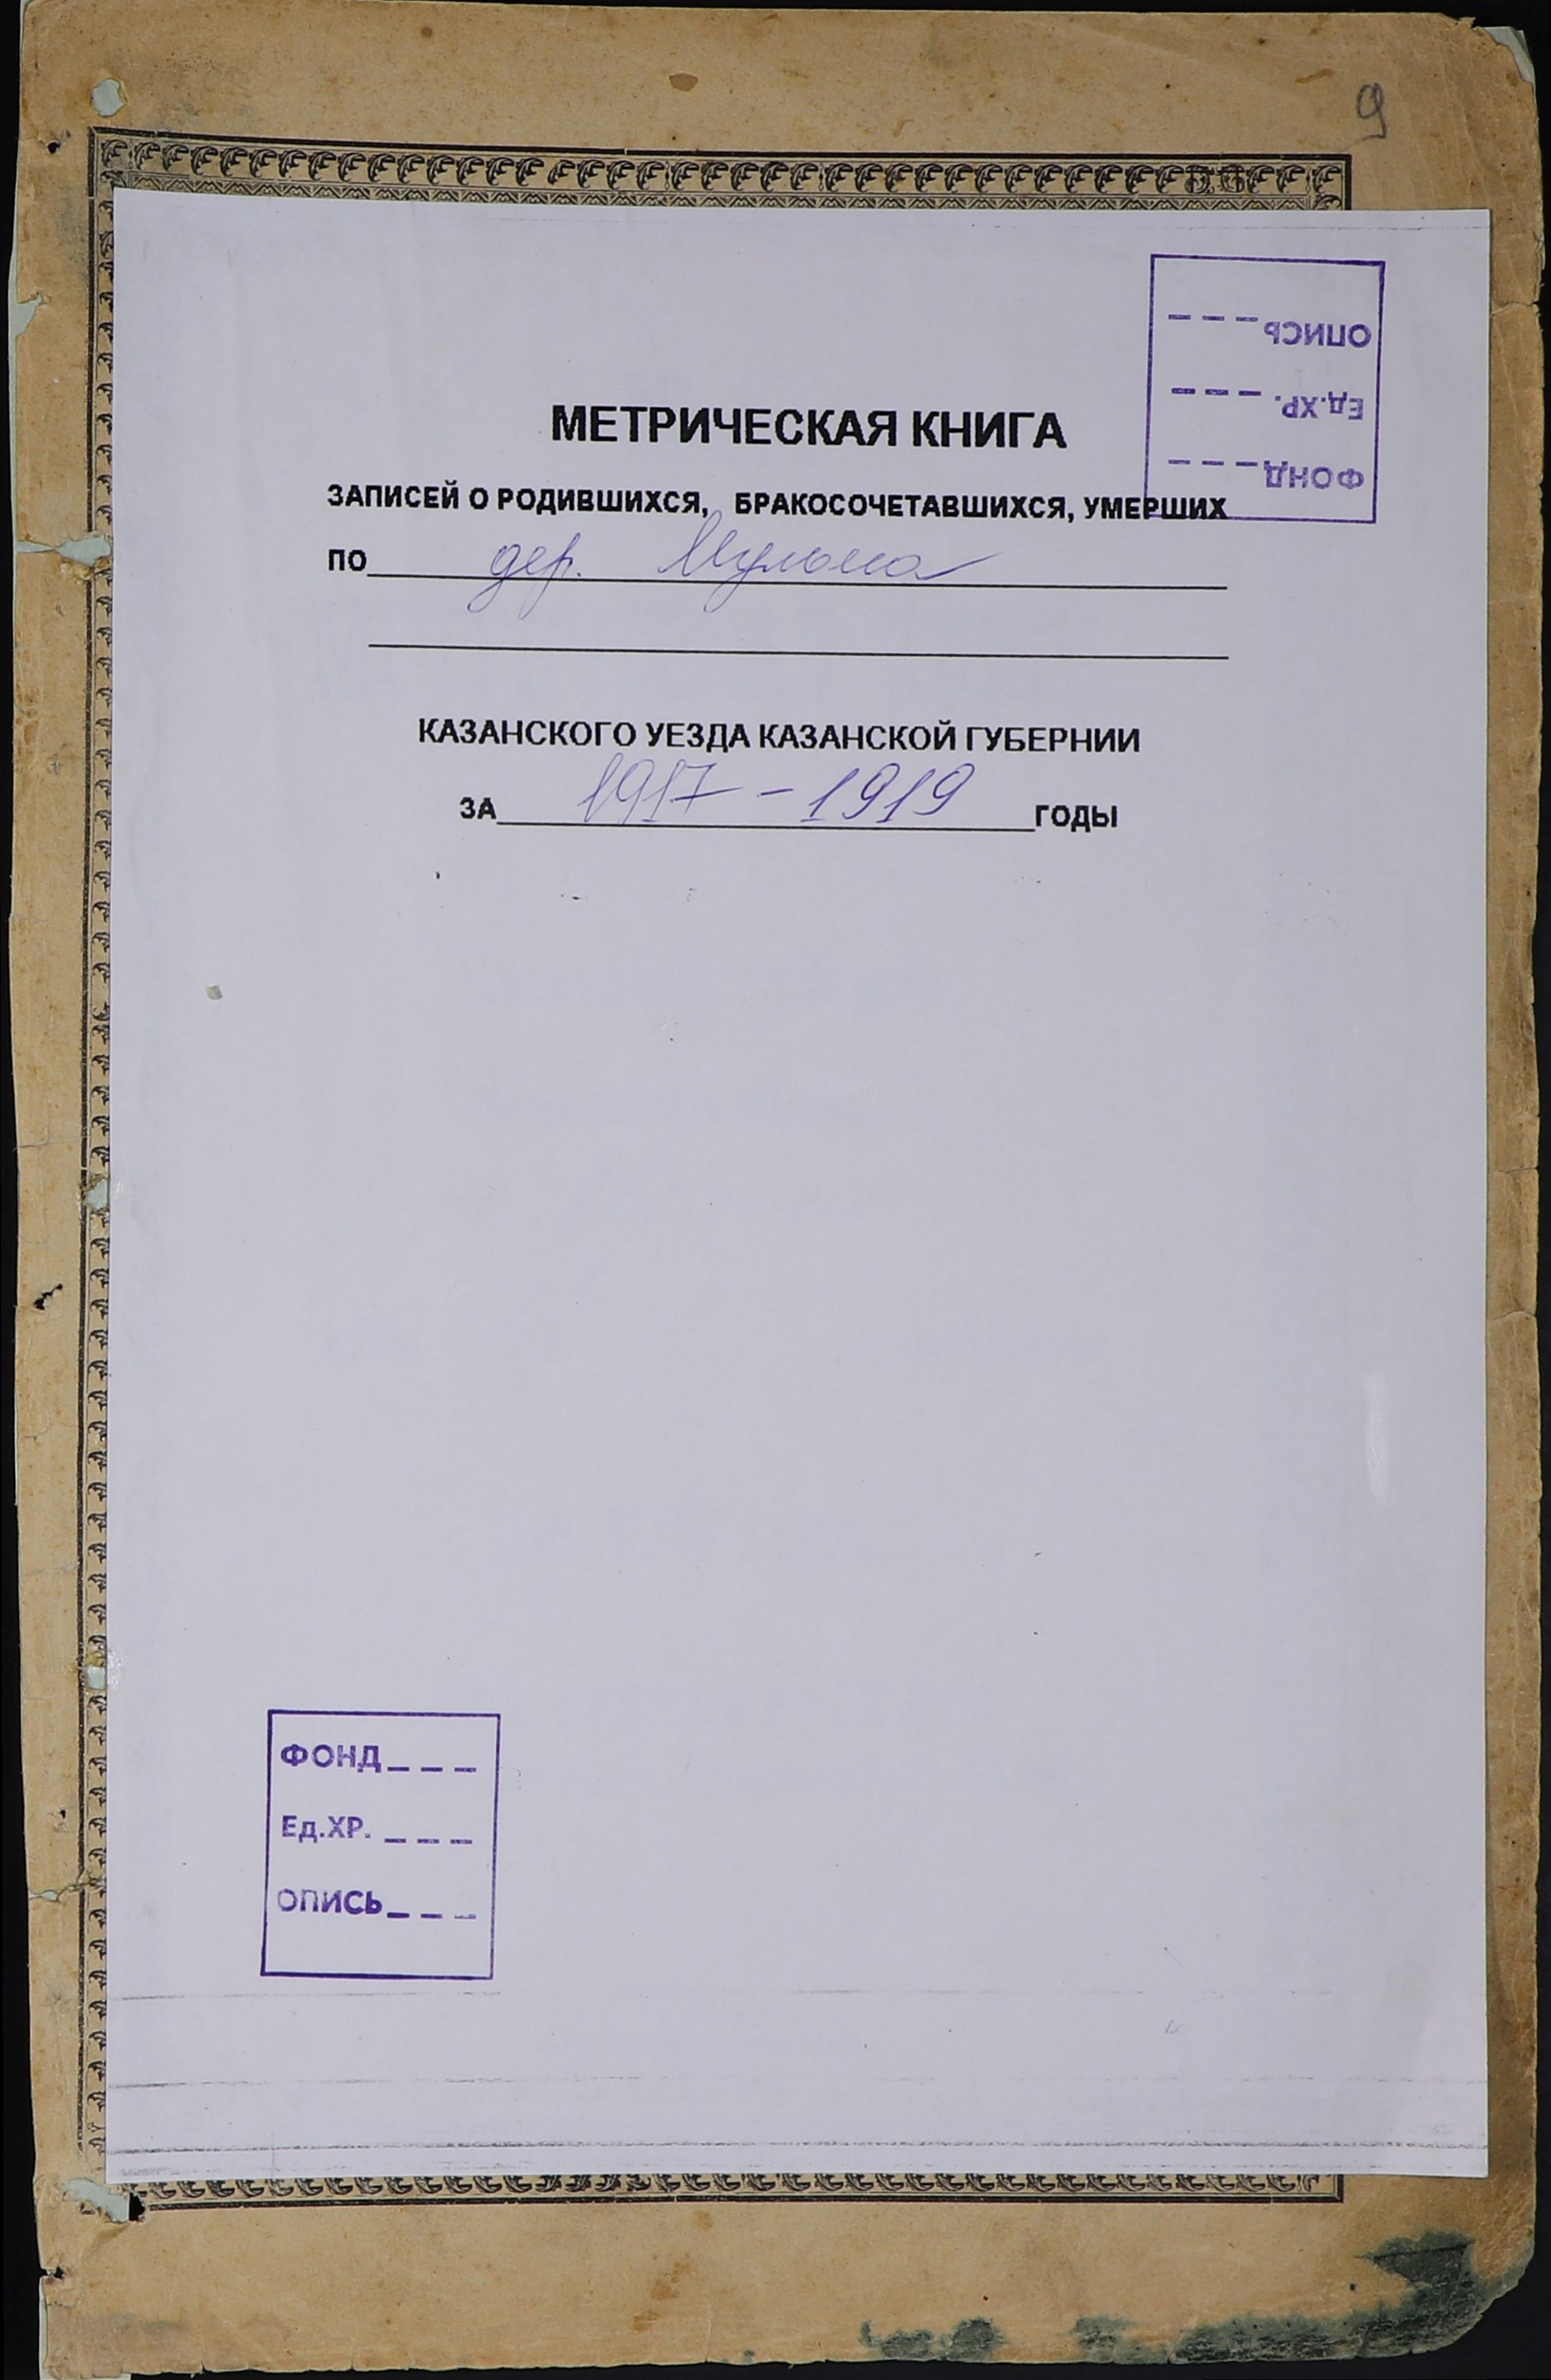 9
ОПИСЬ
Ед.ХР.
ФОНД
МЕТРИЧЕСКАЯ КНИГА
ЗАПИСЕЙ О РОДИВШИХСЯ, БРАКОСОЧЕТАВШИХСЯ, УМЕРШИХ
ПО дер. Мульма
КАЗАНСКОГО УЕЗДА КАЗАНСКОЙ ГУБЕРНИИ
ЗА 1917 - 1919 ГОДЫ
ФОНД
Ед.ХР.
ОПИСЬ